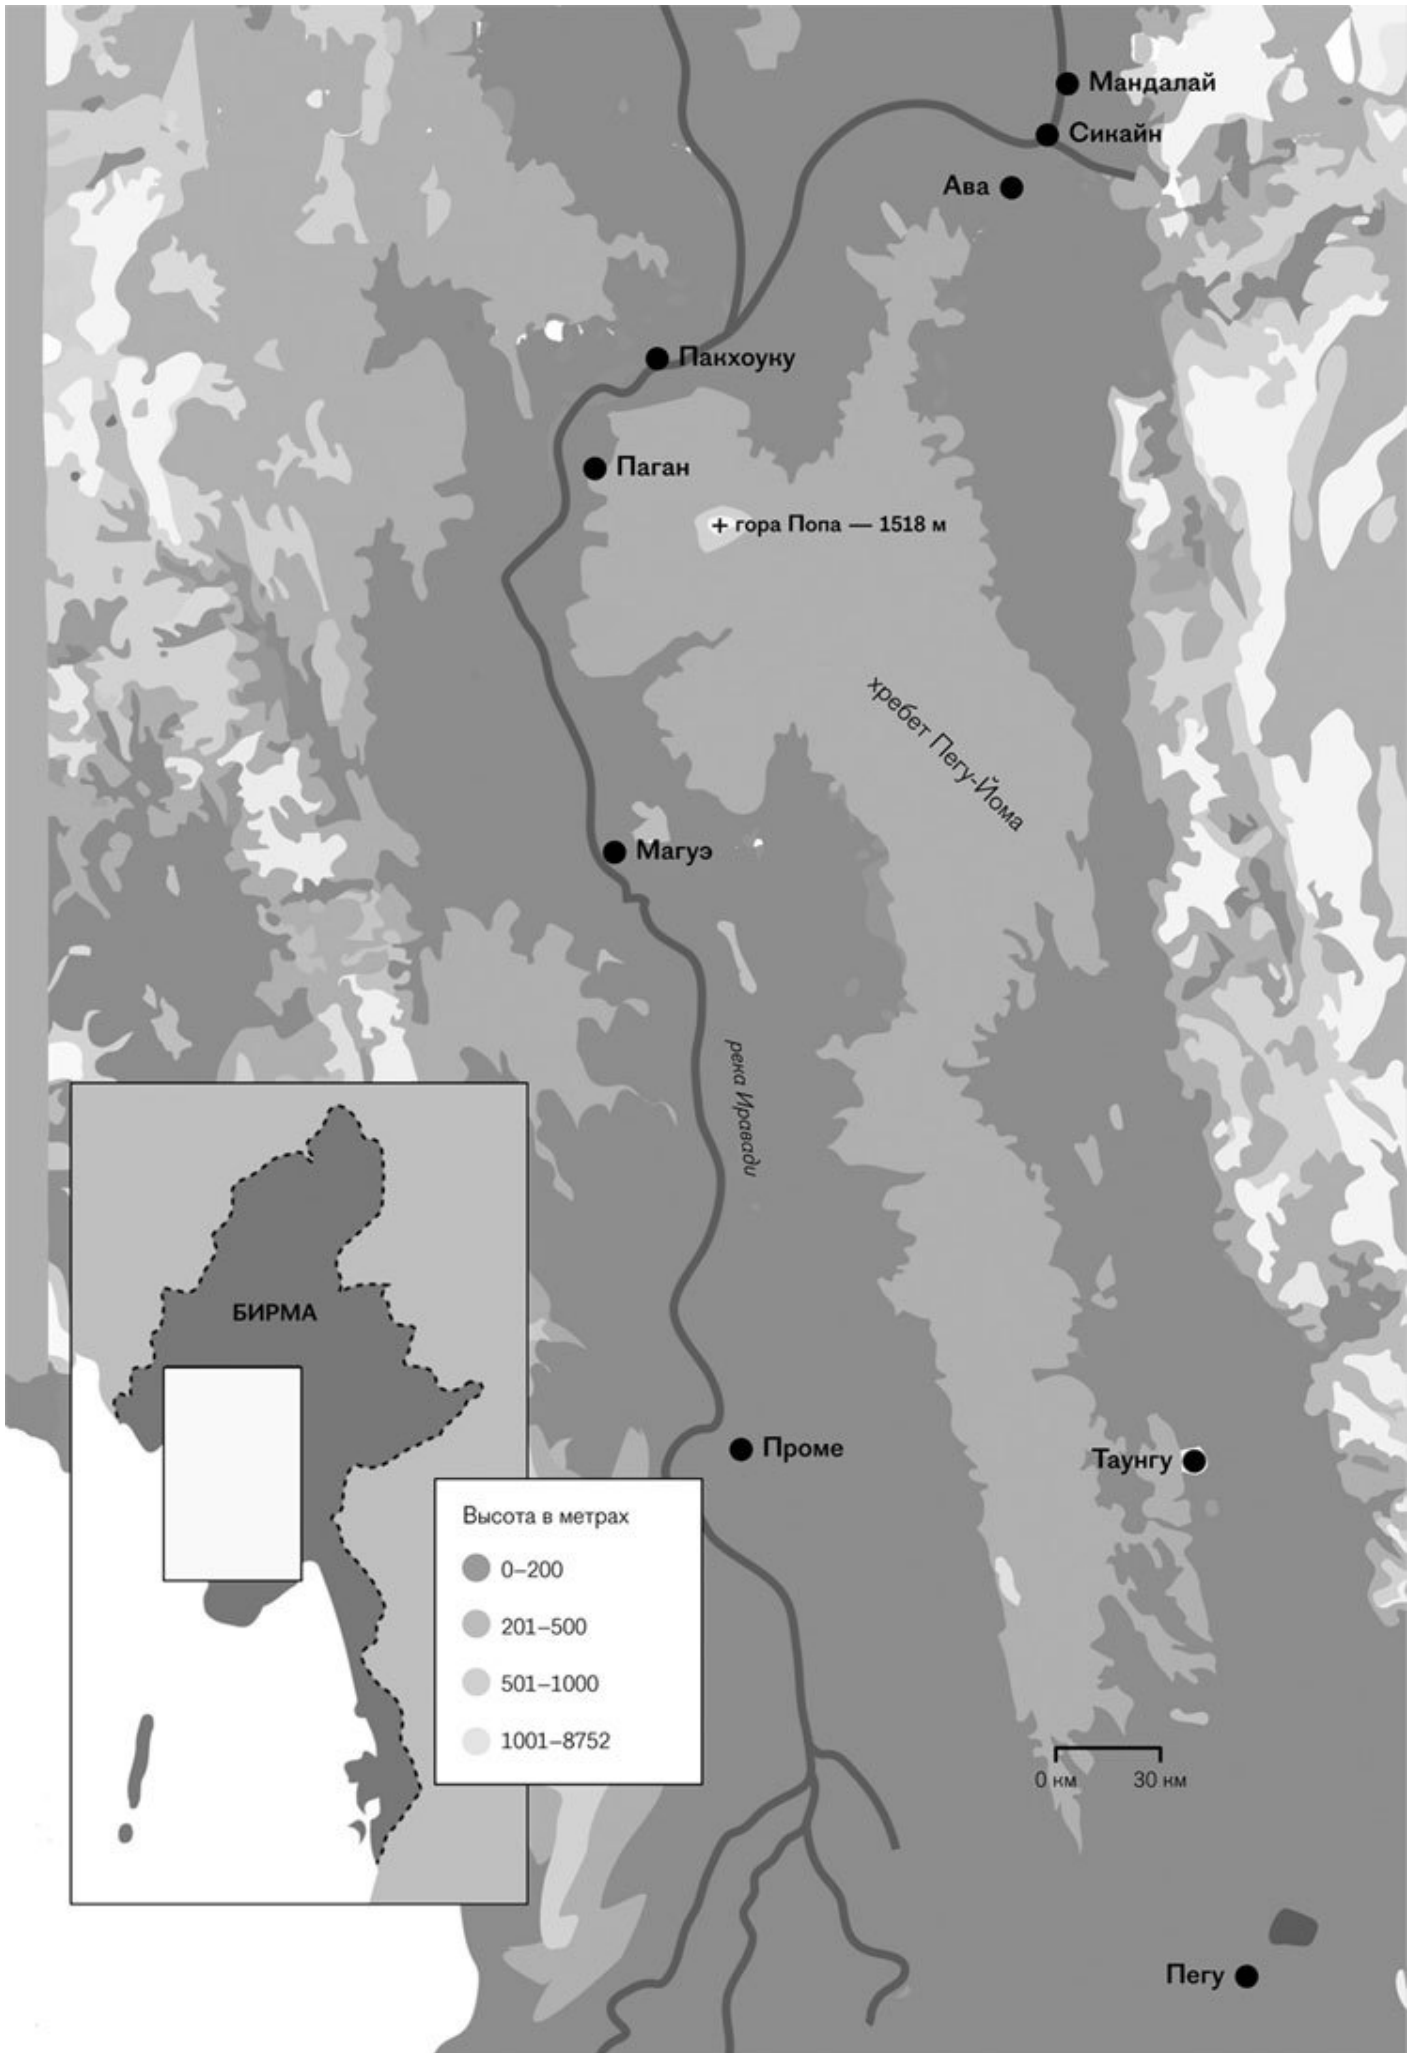 Мандалай
Сикайн
Ава
Пакхоуку
Паган
+ гора Попа — 1518 м
хребет Пегу-Йома
Магуэ
река Иравади
БИРМА
Проме
Таунгу
Высота в метрах
0–200
201–500
501–1000
1001–8752
0 км 30 км
Пегу